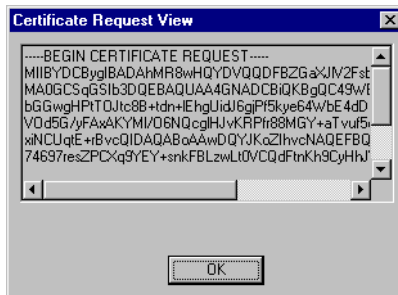 Certificate Request View
-----BEGIN CERTIFICATE REQUEST-----
MIIBYDCBygIBADAhMR8wHQYDVQQDFBZGaXJlV2Fsb
MA0GCSqGSIb3DQEBAQUAA4GNADCBiQKBgQC49WE
bGGwgHPtTOJtc8B+tdn+IEhgUidJ6gjPf5kye64WbE4dD
VOd5G/yFAxAKYMI/O6NQcgIHJvKRPfr88MGY+aTvuf5
xiNCUqtE+rBvcQIDAQABoAAwDQYJKoZIhvcNAQEFBQ
74697resZPCXq9YEY+snkFBLzwLt0VCQdFtnKh9CyHhJ
OK